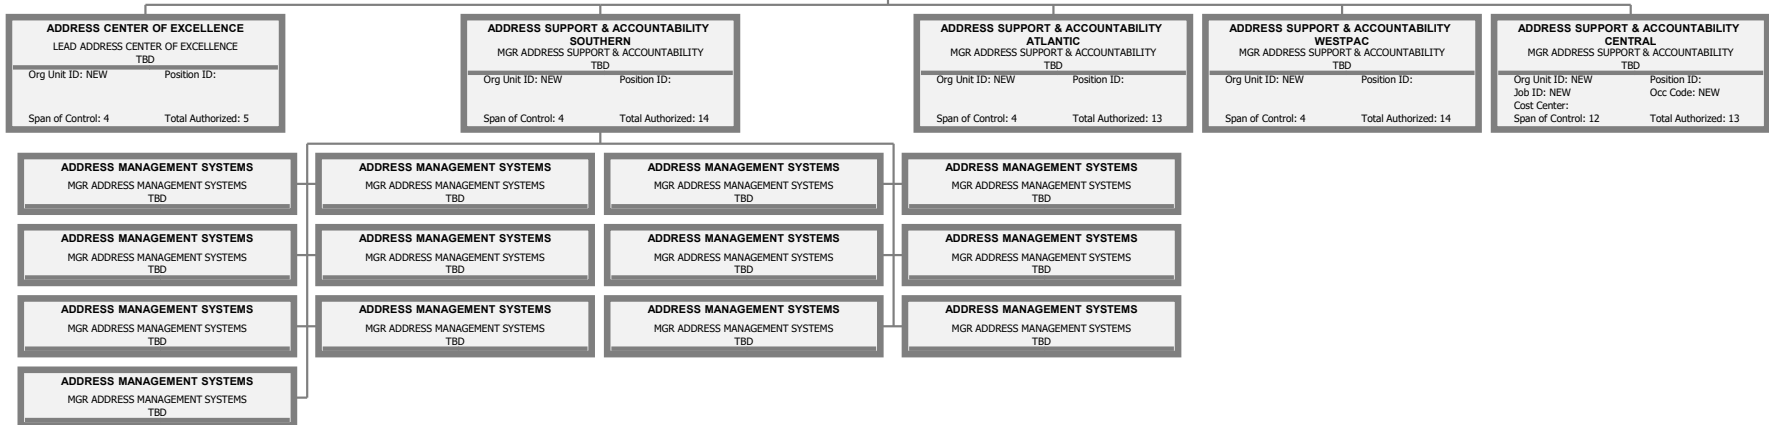 ADDRESS CENTER OF EXCELLENCE
LEAD ADDRESS CENTER OF EXCELLENCE
TBD
Org Unit ID: NEW Position ID:
Span of Control: 4 Total Authorized: 5
ADDRESS SUPPORT & ACCOUNTABILITY
SOUTHERN
MGR ADDRESS SUPPORT & ACCOUNTABILITY
TBD
Org Unit ID: NEW Position ID:
Span of Control: 4 Total Authorized: 14
ADDRESS SUPPORT & ACCOUNTABILITY
ATLANTIC
MGR ADDRESS SUPPORT & ACCOUNTABILITY
TBD
Org Unit ID: NEW Position ID:
Span of Control: 4 Total Authorized: 13
ADDRESS SUPPORT & ACCOUNTABILITY
WESTPAC
MGR ADDRESS SUPPORT & ACCOUNTABILITY
TBD
Org Unit ID: NEW Position ID:
Span of Control: 4 Total Authorized: 14
ADDRESS SUPPORT & ACCOUNTABILITY
CENTRAL
MGR ADDRESS SUPPORT & ACCOUNTABILITY
TBD
Org Unit ID: NEW Position ID:
Job ID: NEW Occ Code: NEW
Cost Center:
Span of Control: 12 Total Authorized: 13
ADDRESS MANAGEMENT SYSTEMS
MGR ADDRESS MANAGEMENT SYSTEMS
TBD
ADDRESS MANAGEMENT SYSTEMS
MGR ADDRESS MANAGEMENT SYSTEMS
TBD
ADDRESS MANAGEMENT SYSTEMS
MGR ADDRESS MANAGEMENT SYSTEMS
TBD
ADDRESS MANAGEMENT SYSTEMS
MGR ADDRESS MANAGEMENT SYSTEMS
TBD
ADDRESS MANAGEMENT SYSTEMS
MGR ADDRESS MANAGEMENT SYSTEMS
TBD
ADDRESS MANAGEMENT SYSTEMS
MGR ADDRESS MANAGEMENT SYSTEMS
TBD
ADDRESS MANAGEMENT SYSTEMS
MGR ADDRESS MANAGEMENT SYSTEMS
TBD
ADDRESS MANAGEMENT SYSTEMS
MGR ADDRESS MANAGEMENT SYSTEMS
TBD
ADDRESS MANAGEMENT SYSTEMS
MGR ADDRESS MANAGEMENT SYSTEMS
TBD
ADDRESS MANAGEMENT SYSTEMS
MGR ADDRESS MANAGEMENT SYSTEMS
TBD
ADDRESS MANAGEMENT SYSTEMS
MGR ADDRESS MANAGEMENT SYSTEMS
TBD
ADDRESS MANAGEMENT SYSTEMS
MGR ADDRESS MANAGEMENT SYSTEMS
TBD
ADDRESS MANAGEMENT SYSTEMS
MGR ADDRESS MANAGEMENT SYSTEMS
TBD